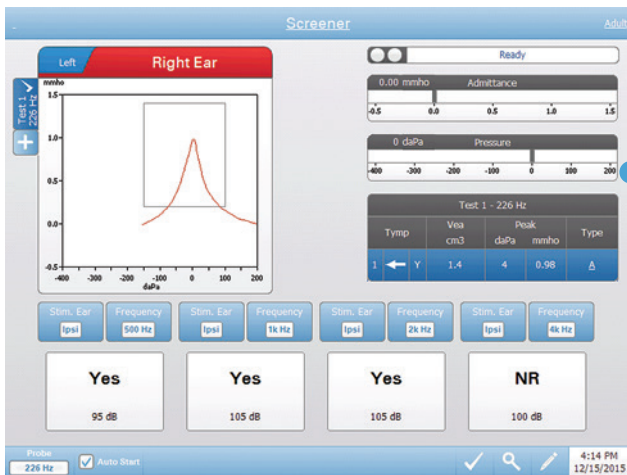 Screener
Adult
Left
Right Ear
Ready
Test 1
226 Hz
mmho
1.5
1.0
0.5
0.0
-0.5
-400 -300 -200 -100 0 100 200
daPa
0.00 mmho Admittance
-0.5 0.0 0.5 1.0 1.5
0 daPa Pressure
-400 -300 -200 -100 0 100 200
Test 1 - 226 Hz
Tymp Vea cm3 Peak daPa mmho Type
1 Y 1.4 4 0.98 A
Stim. Ear Frequency Stim. Ear Frequency Stim. Ear Frequency Stim. Ear Frequency
Ipsi 500 Hz Ipsi 1k Hz Ipsi 2k Hz Ipsi 4k Hz
Yes Yes Yes NR
95 dB 105 dB 105 dB 100 dB
Probe
226 Hz
Auto Start
4:14 PM
12/15/2015